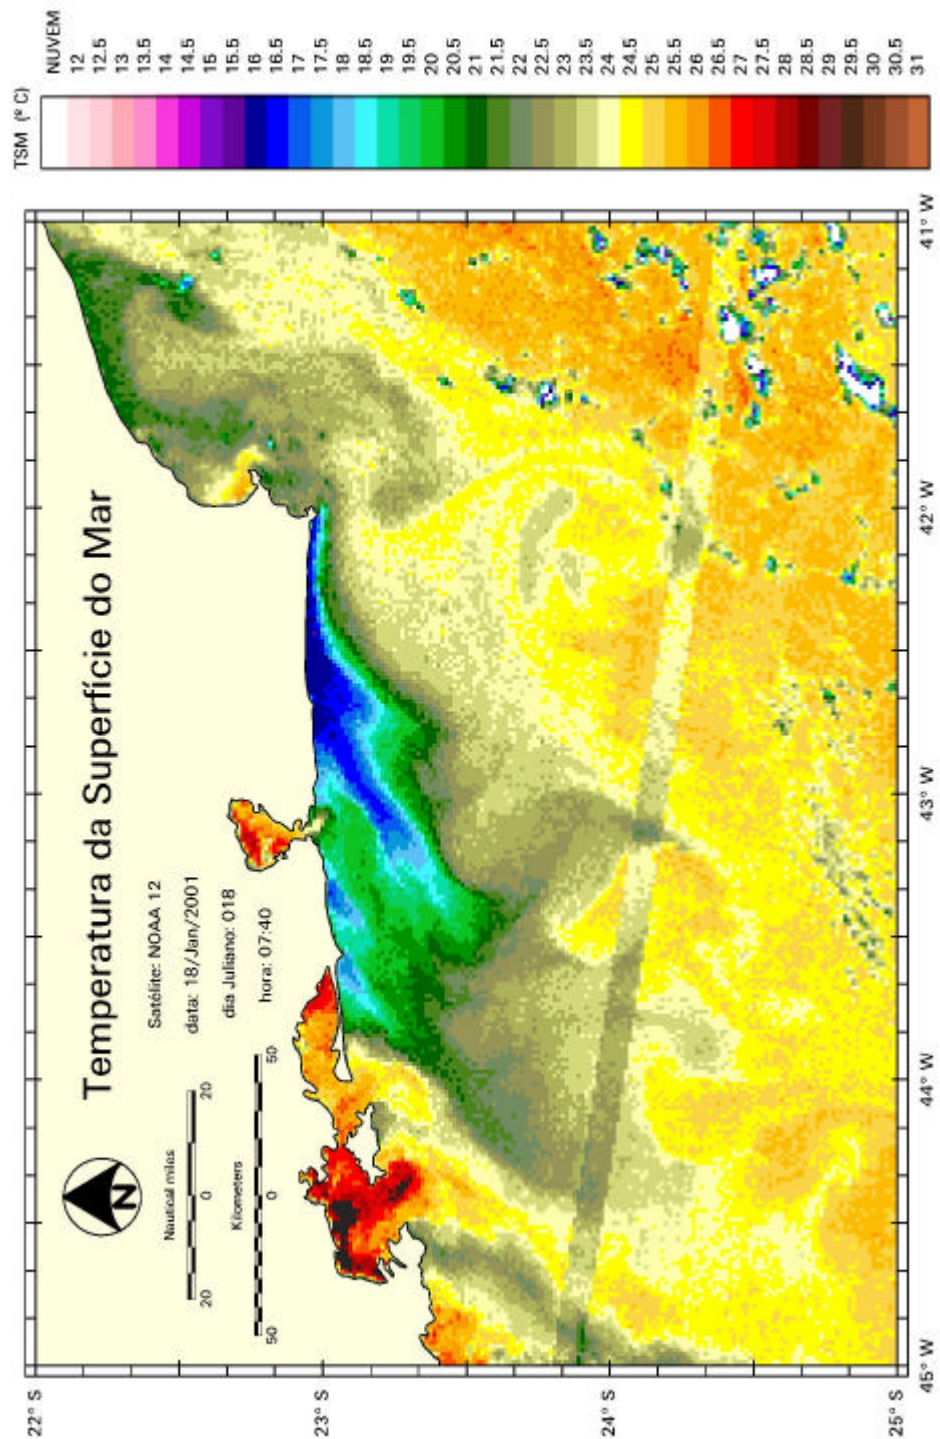 Temperatura da Superfície do Mar
N
Satélite: NOAA 12
data: 18/Jan/2001
dia Juliano: 018
hora: 07:40
Nautical miles
20 0 20
Kilometers
50 0 50
22° S
23° S
24° S
25° S
45° W 44° W 43° W 42° W 41° W
TSM (° C)
NUVEM
12
12.5
13
13.5
14
14.5
15
15.5
16
16.5
17
17.5
18
18.5
19
19.5
20
20.5
21
21.5
22
22.5
23
23.5
24
24.5
25
25.5
26
26.5
27
27.5
28
28.5
29
29.5
30
30.5
31